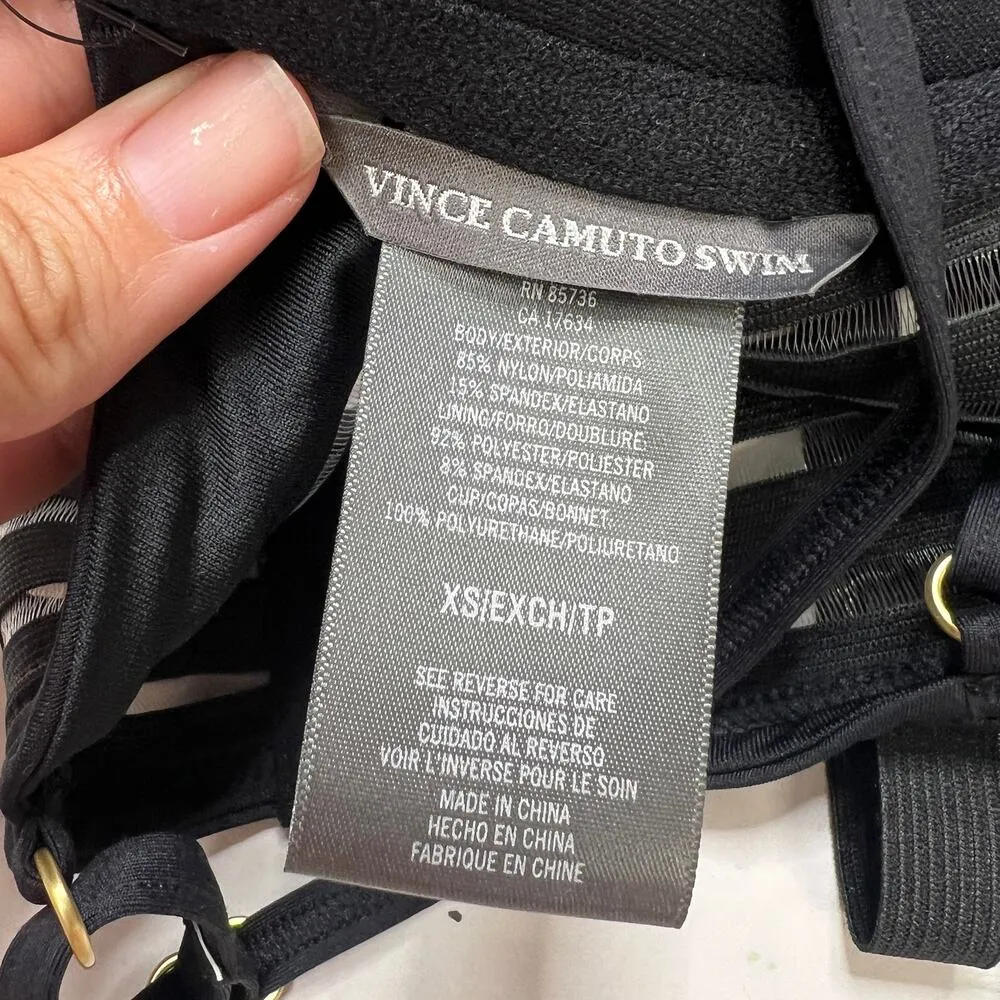 VINCE CAMUTO SWIM
RN 85736
CA 17634
BODY/EXTERIOR/CORPS
85% NYLON/POLIAMIDA
15% SPANDEX/ELASTANO
LINING/FORRO/DOUBLURE
92% POLYESTER/POLIESTER
8% SPANDEX/ELASTANO
CUP/COPAS/BONNET
100% POLYURETHANE/POLIURETANO
XS/EXCH/TP
SEE REVERSE FOR CARE
INSTRUCCIONES DE
CUIDADO AL REVERSO
VOIR L'INVERSE POUR LE SOIN
MADE IN CHINA
HECHO EN CHINA
FABRIQUE EN CHINE